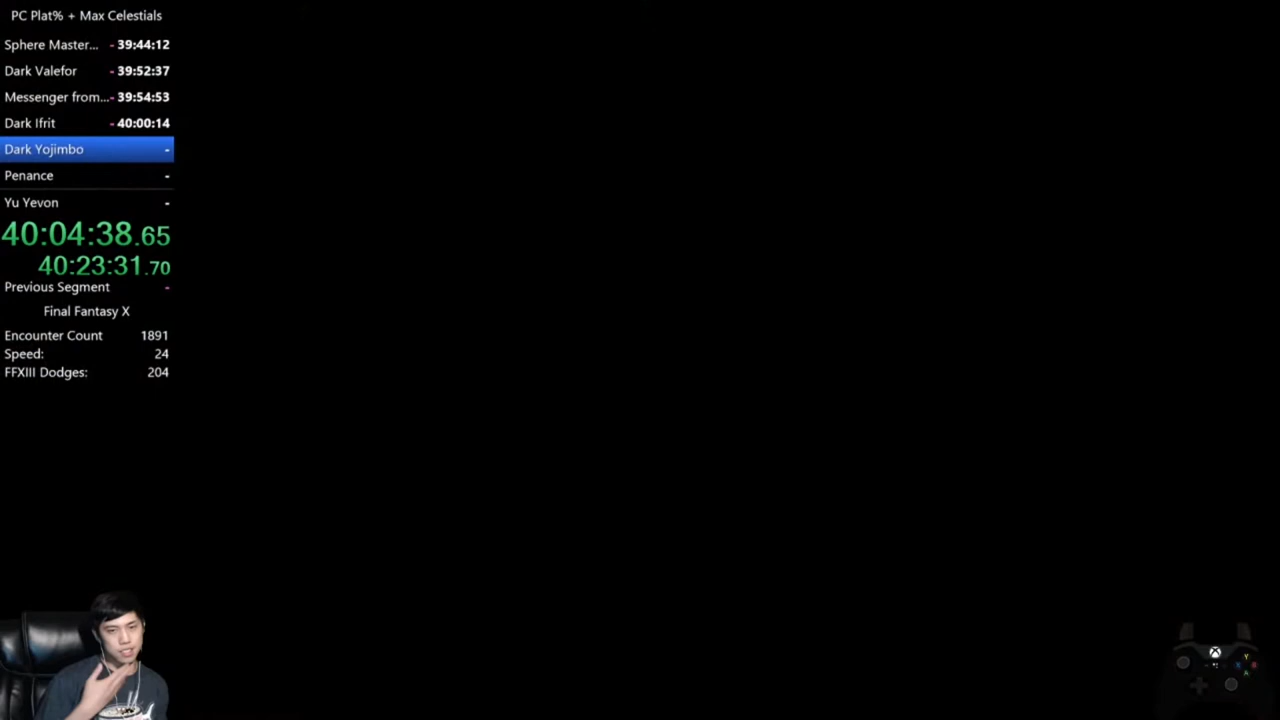 PC Plat% + Max Celestials
Sphere Master... - 39:44:12
Dark Valefor - 39:52:37
Messenger from... - 39:54:53
Dark Ifrit - 40:00:14
Dark Yojimbo -
Penance -
Yu Yevon -
40:04:38.65
40:23:31.70
Previous Segment -
Final Fantasy X
Encounter Count 1891
Speed: 24
FFXIII Dodges: 204